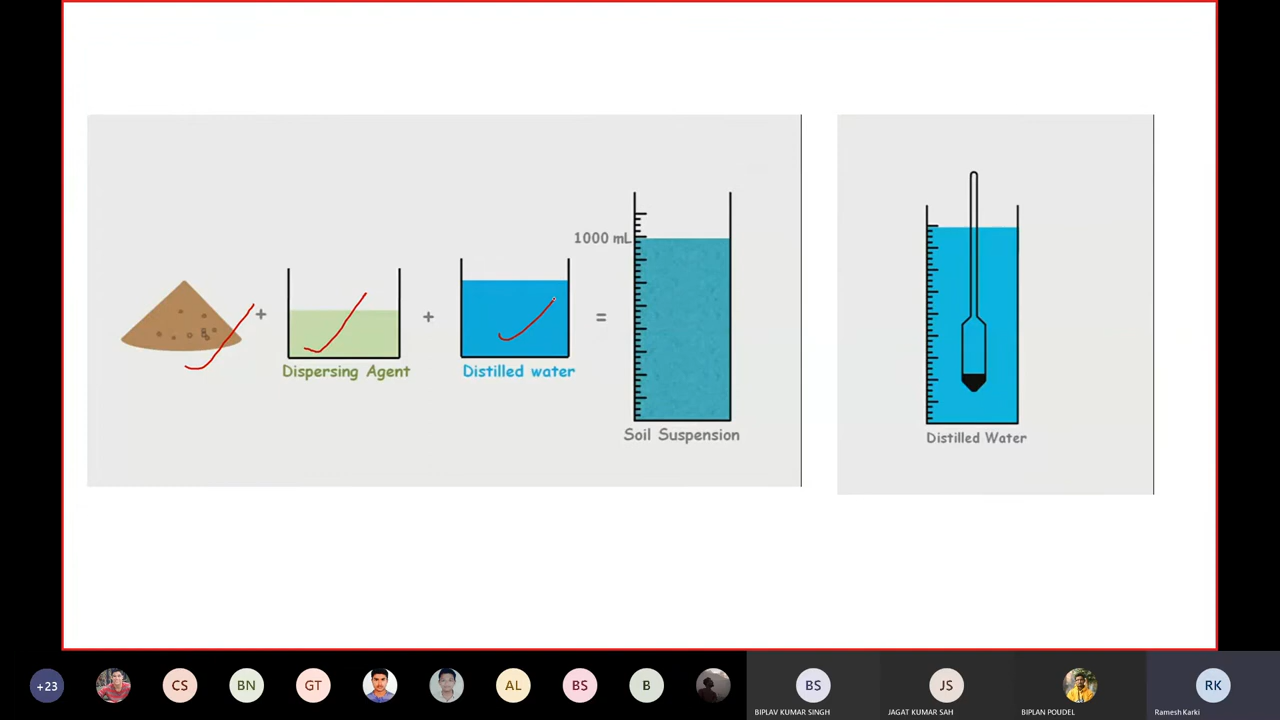 1000 mL
+ + =
Dispersing Agent
Distilled water
Soil Suspension
Distilled Water
+23
CS
BN
GT
AL
BS
B
BS
BIPLAV KUMAR SINGH
JS
JAGAT KUMAR SAH
BIPLAN POUDEL
RK
Ramesh Karki